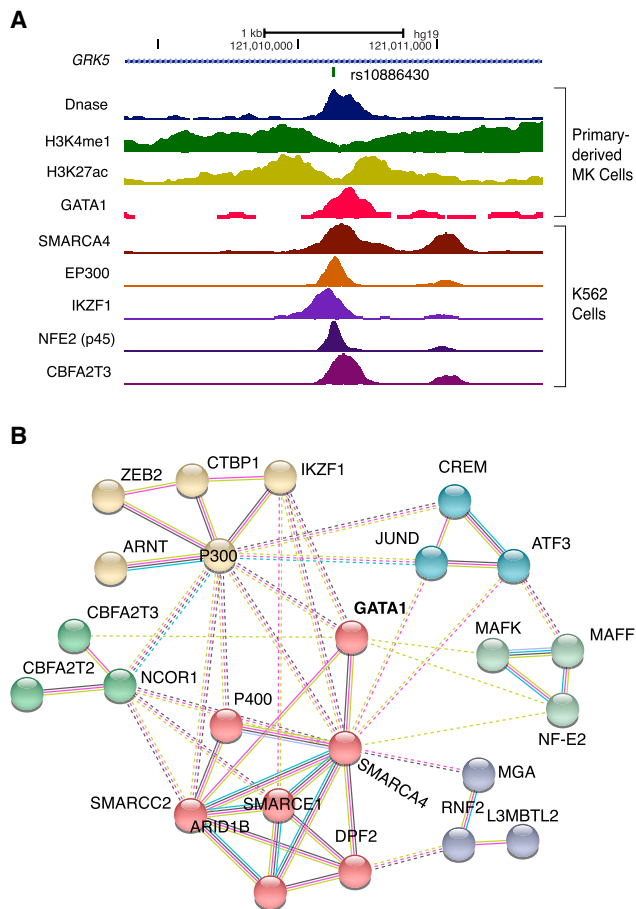 A
1 kb hg19
121,010,000 121,011,000
GRK5
rs10886430
Dnase
H3K4me1
H3K27ac
GATA1
Primary-
derived
MK Cells
SMARCA4
EP300
IKZF1
NFE2 (p45)
CBFA2T3
K562
Cells
B
ZEB2
CTBP1
IKZF1
CREM
ARNT
P300
JUND
ATF3
CBFA2T3
GATA1
MAFK
MAFF
CBFA2T2
NCOR1
P400
NF-E2
SMARCA4
MGA
SMARCC2
SMARCE1
RNF2
L3MBTL2
ARID1B
DPF2